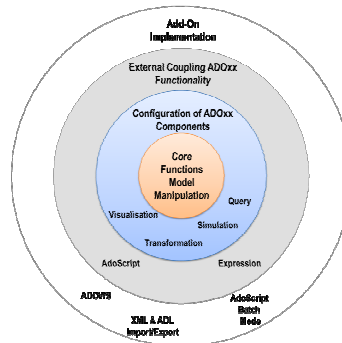 Add-On
Implementation
External Coupling ADOxx
Functionality
Configuration of ADOxx
Components
Core
Functions
Model
Manipulation
Query
Visualisation
Simulation
Transformation
AdoScript
Expression
ADOWS
AdoScript
Batch
Mode
XML & ADL
Import/Export